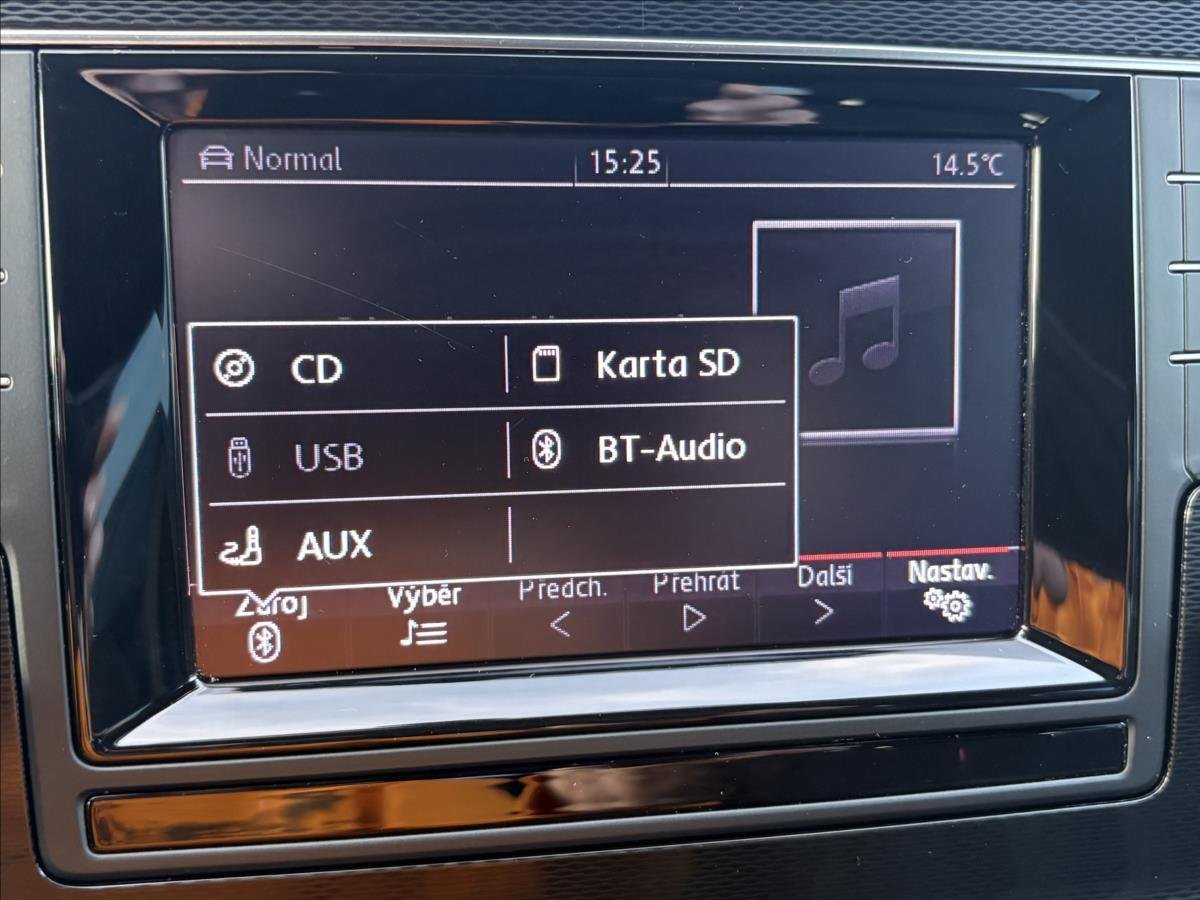 Normal 15:25 14.5°C
CD Karta SD
USB BT-Audio
AUX
Zdroj Výběr Předch. Přehrát Další Nastav.